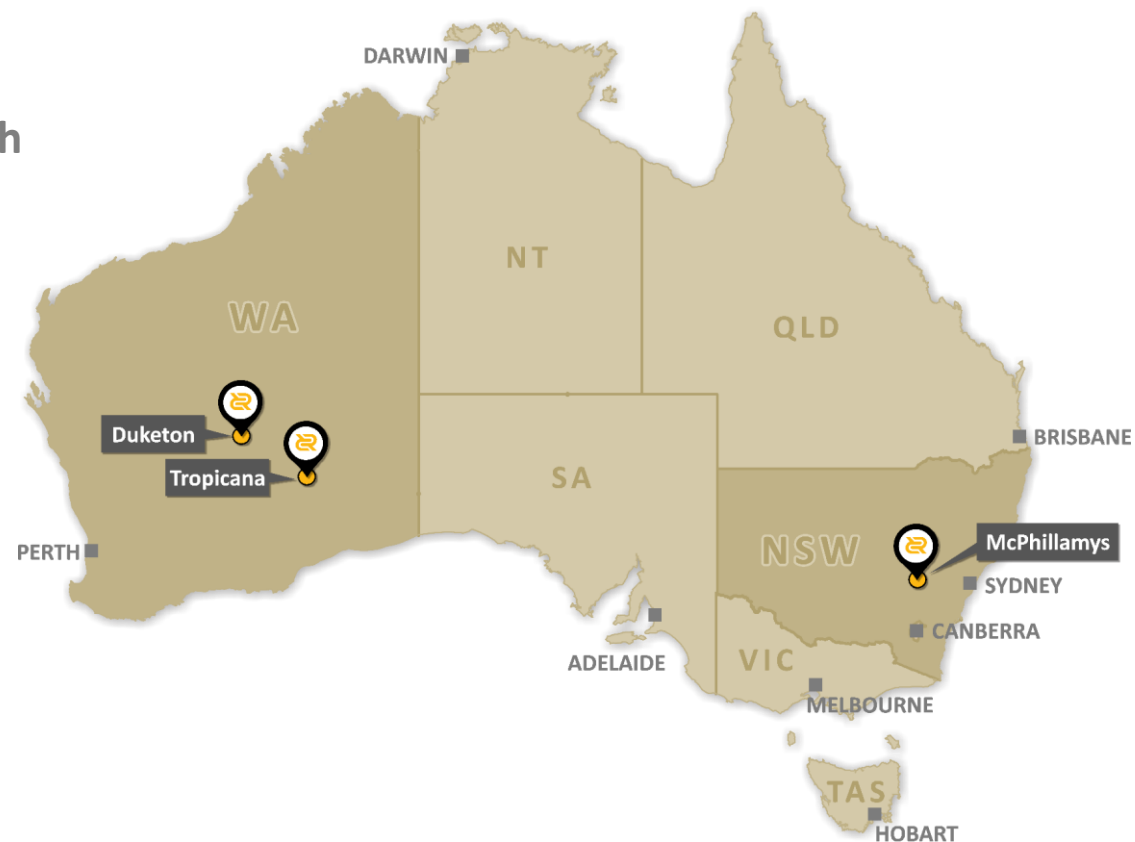 DARWIN
h
NT
WA
QLD
Duketon
BRISBANE
Tropicana
SA
McPhillamys
PERTH
NSW
SYDNEY
CANBERRA
ADELAIDE
VIC
MELBOURNE
TAS
HOBART